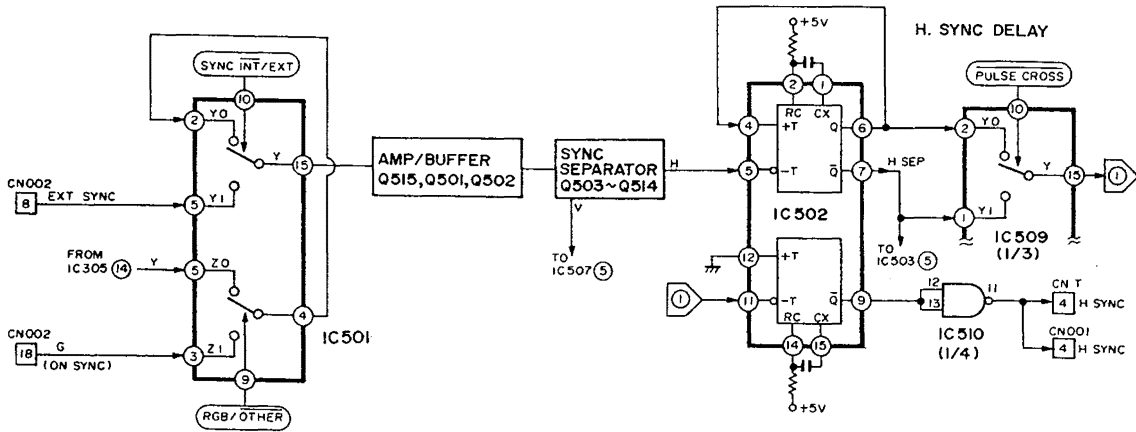 H. SYNC DELAY
+5V
SYNC INT/EXT
PULSE CROSS
10
2
1
10
RC
CX
2
Y0
Y
15
4
+T
Q
6
2
Y0
AMP/BUFFER
Q515,Q501,Q502
SYNC
SEPARATOR
Q503~Q514
H
5
-T
Q
7
H SEP
Y
15
1
CN002
8
EXT SYNC
5
Y1
IC502
1
Y1
V
TO
IC507
5
TO
IC503
5
IC509
(1/3)
FROM
IC305
14
Y
5
Z0
12
+T
1
11
-T
Q
9
12
13
11
CN T
4
H SYNC
4
IC501
RC
CX
IC510
(1/4)
CN001
4
H SYNC
CN002
18
G
(ON SYNC)
3
Z1
14
15
9
RGB/OTHER
+5V